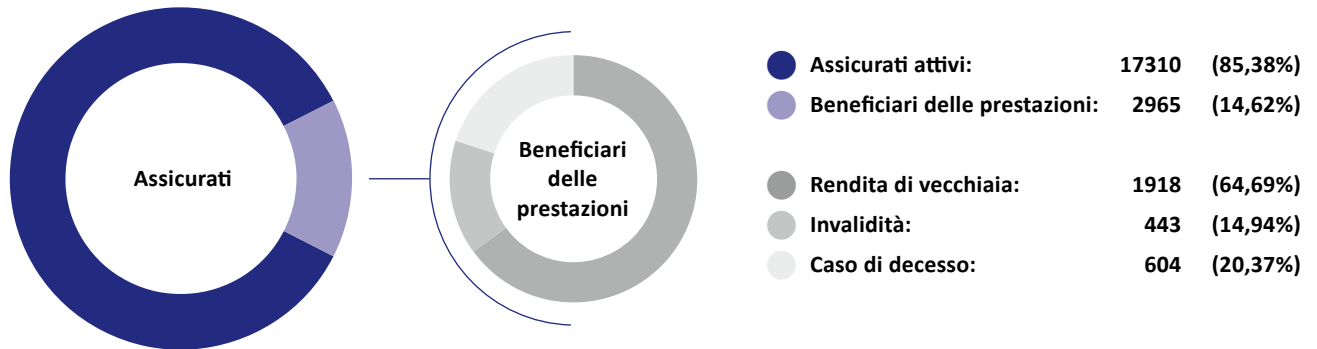 Assicurati
Beneficiari
delle
prestazioni
Assicurati attivi: 17310 (85,38%)
Beneficiari delle prestazioni: 2965 (14,62%)
Rendita di vecchiaia: 1918 (64,69%)
Invalidità: 443 (14,94%)
Caso di decesso: 604 (20,37%)